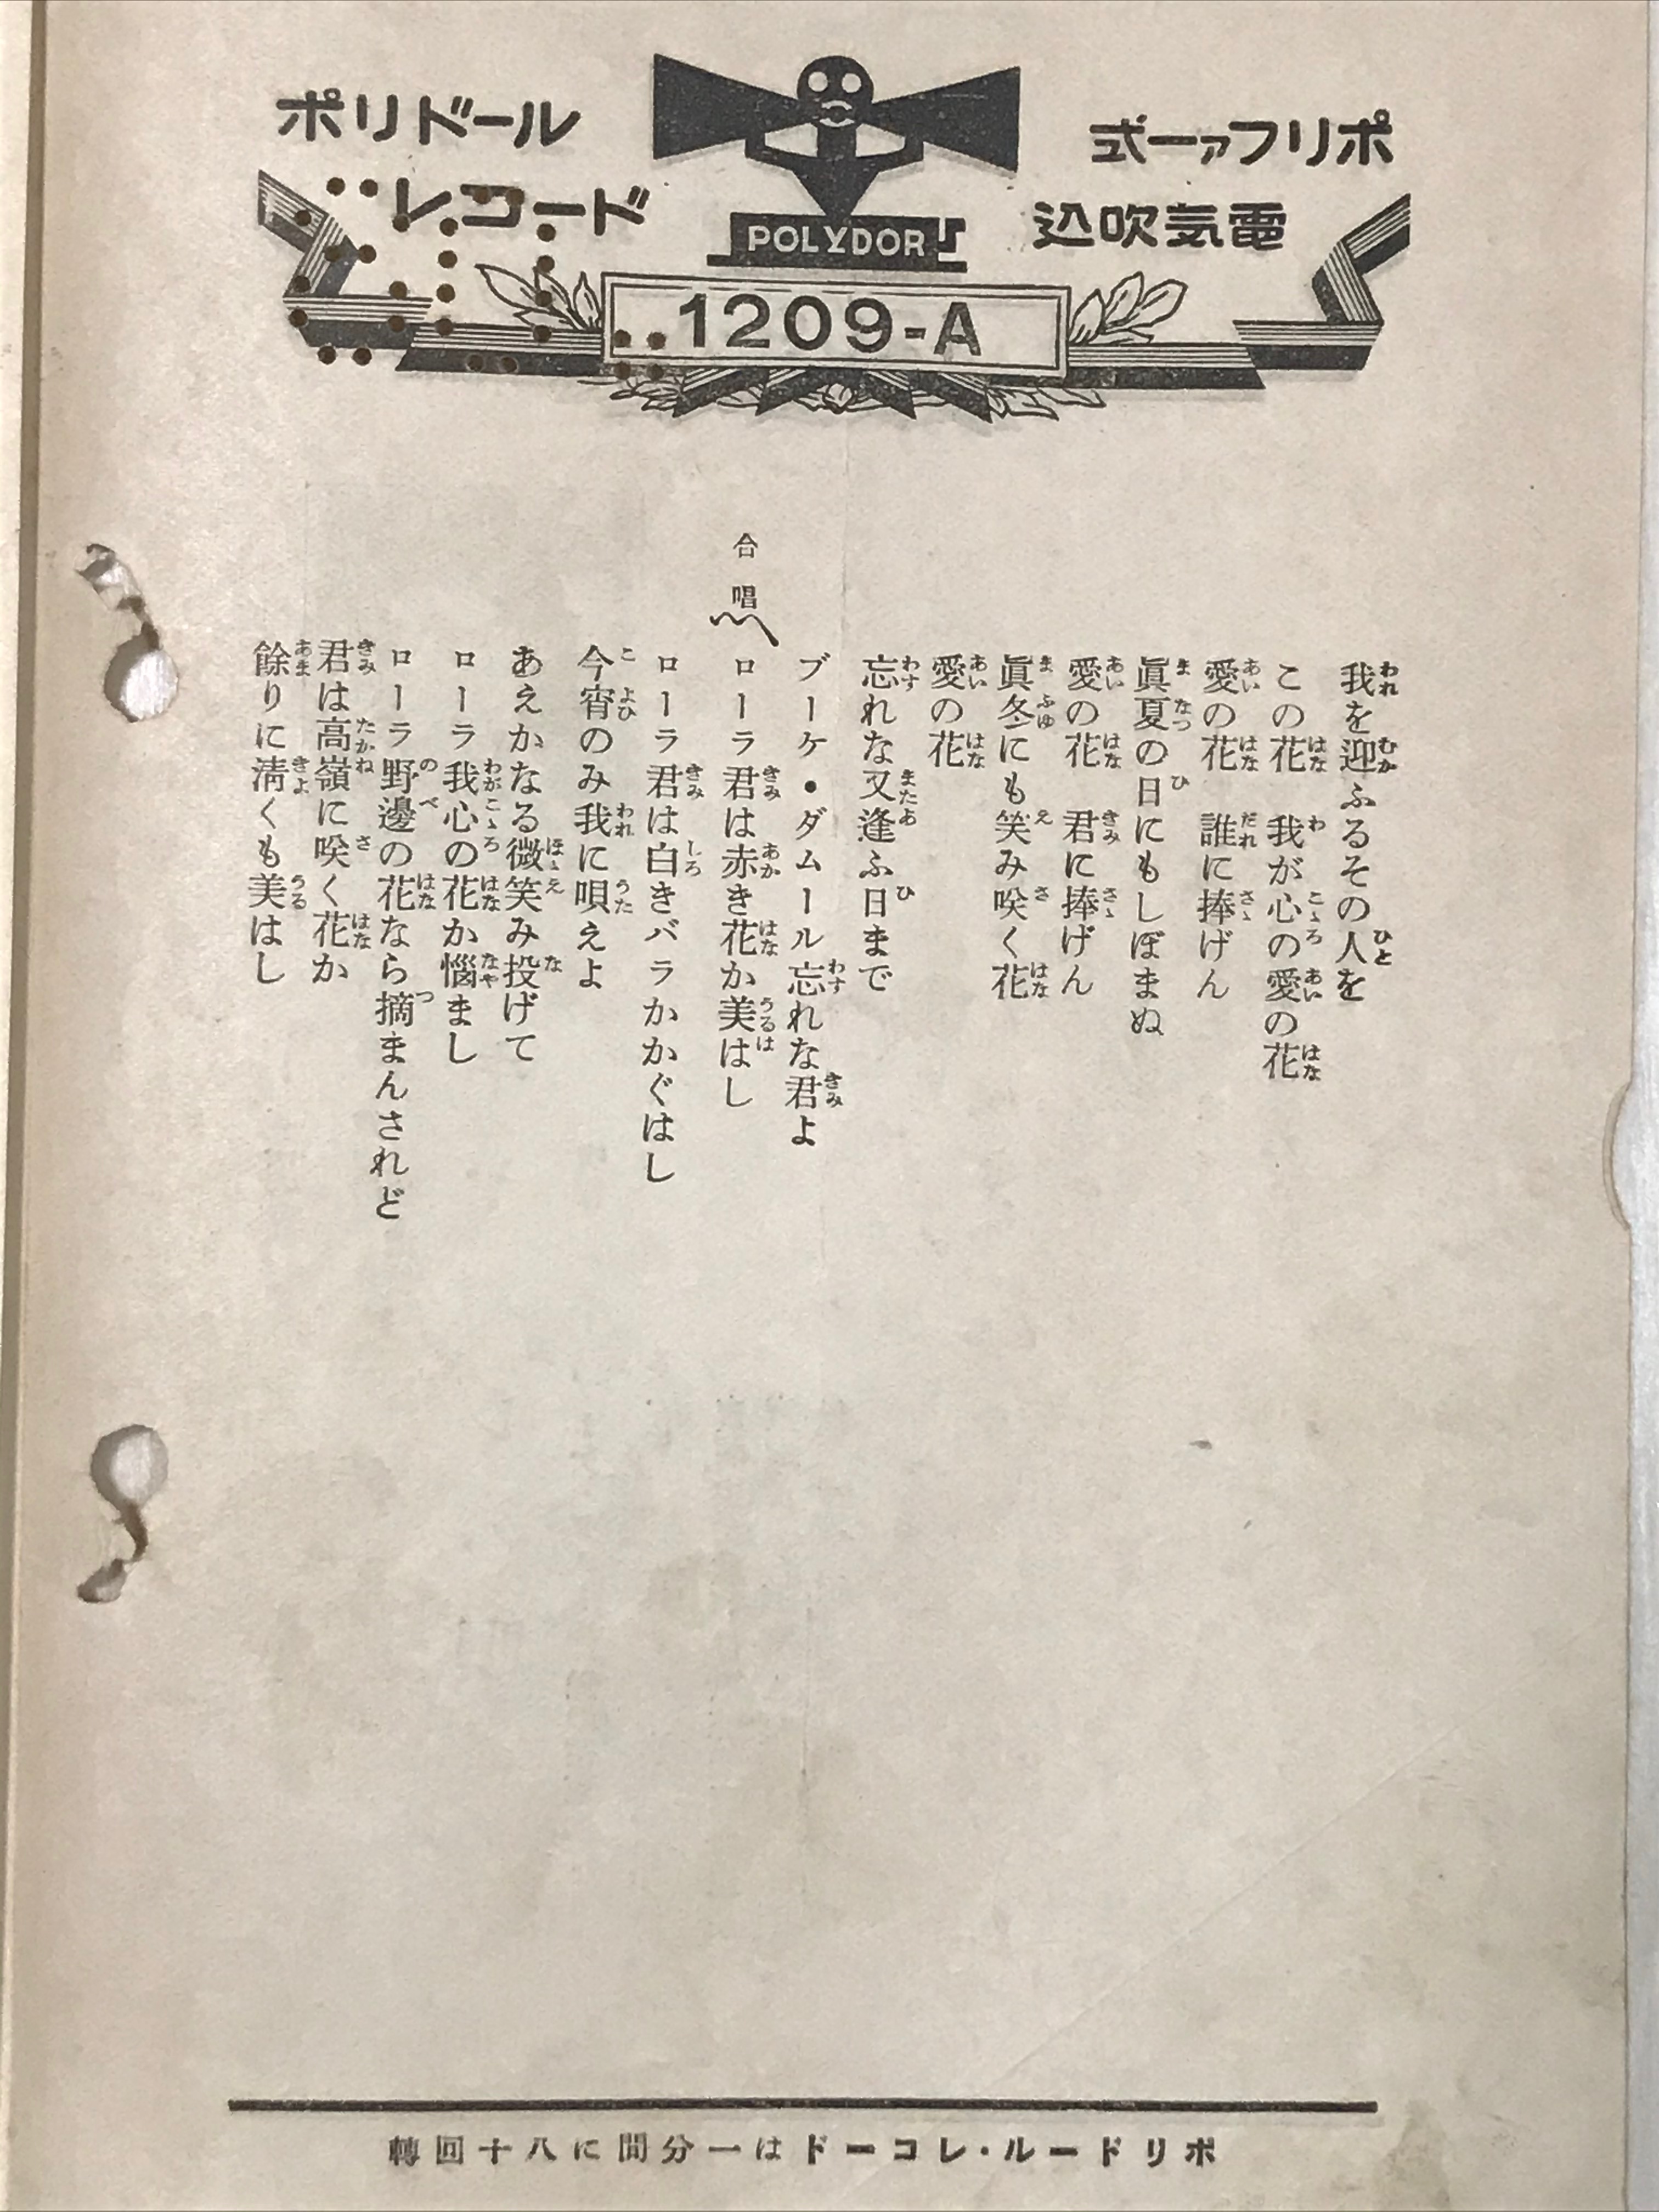 ポリドール
レコード
POLYDOR
ポリファー式
電気吹込
1209-A
我を迎ふるその人を
この花 我が心の愛の花
愛の花 誰に捧げん
眞夏の日にもしぼまぬ
愛の花 君に捧げん
眞冬にも笑み咲く花
愛の花
忘れな又逢ふ日まで
ブーケ・ダムール忘れな君よ
合唱
ローラ君は赤き花か美はし
ローラ君は白きバラかかぐはし
今宵のみ我に唄えよ
あえかなる微笑み投げて
ローラ我心の花か惱まし
ローラ野邊の花なら摘まんされど
君は高嶺に咲く花か
餘りに淸くも美はし
ポリドール・レコードは一分間に八十回轉